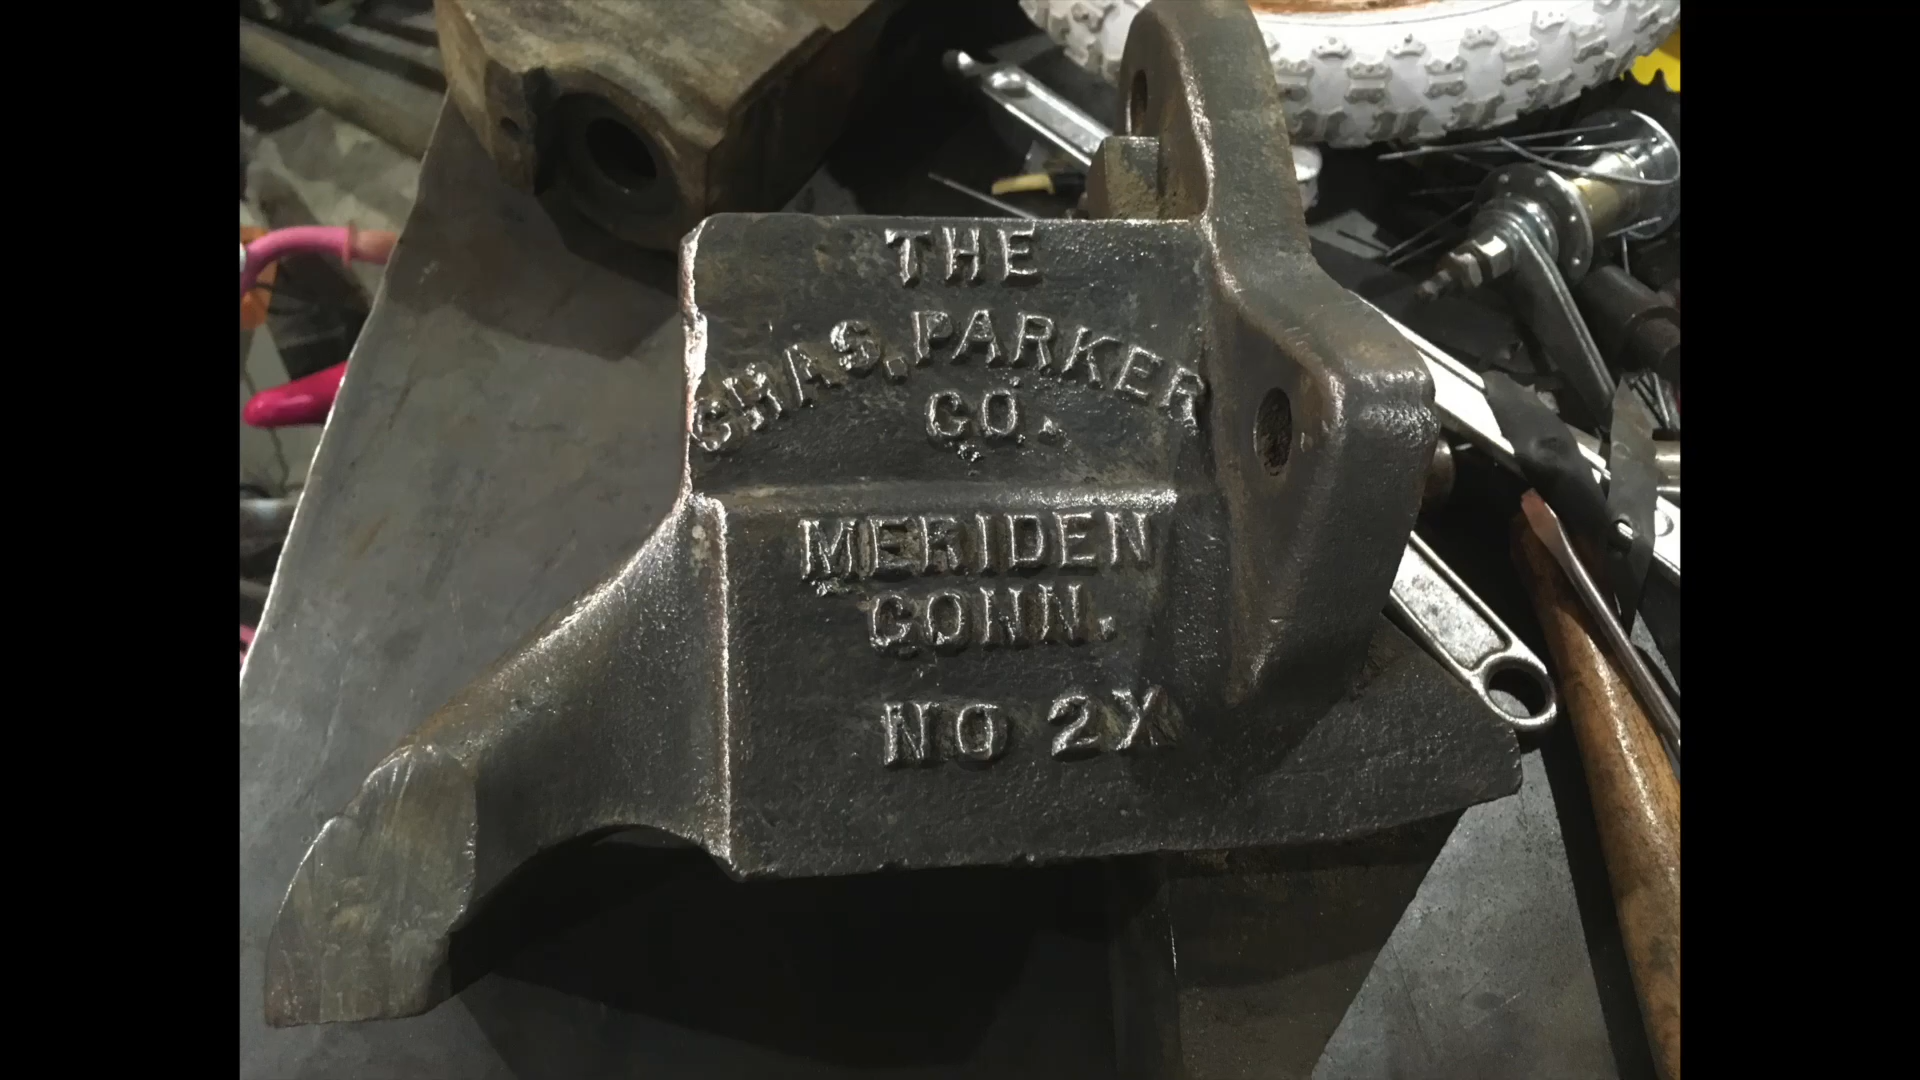 THE
CHAS. PARKER
CO.
MERIDEN
CONN.
NO 2X